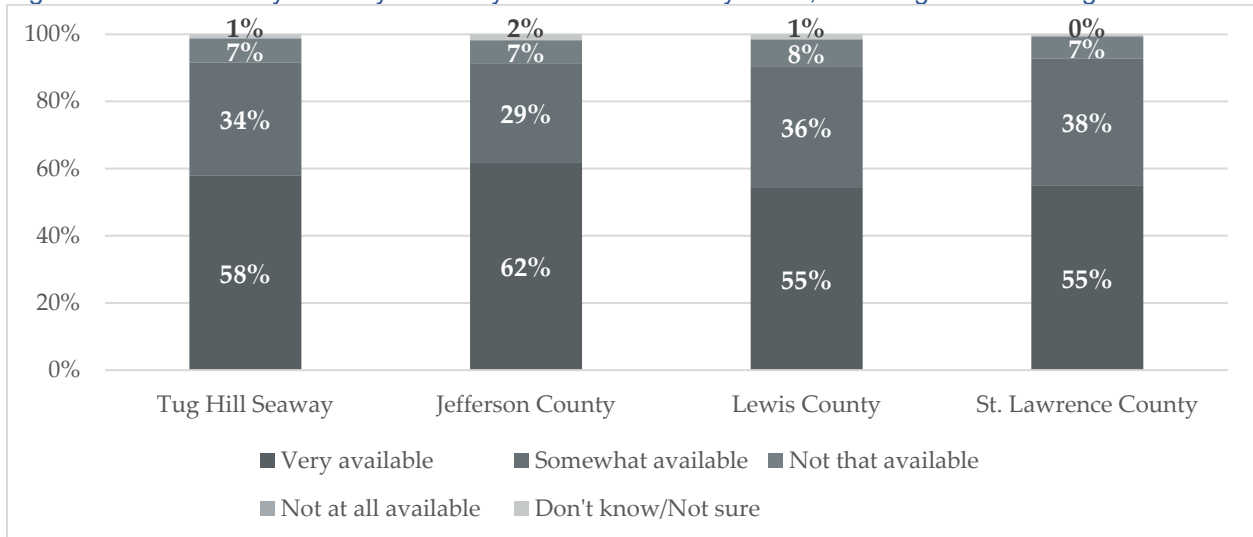 100%
80%
60%
40%
20%
0%
1% 2% 1% 0%
7% 7% 8% 7%
34% 29% 36% 38%
58% 62% 55% 55%
Tug Hill Seaway Jefferson County Lewis County St. Lawrence County
Very available Somewhat available Not that available
Not at all available Don't know/Not sure